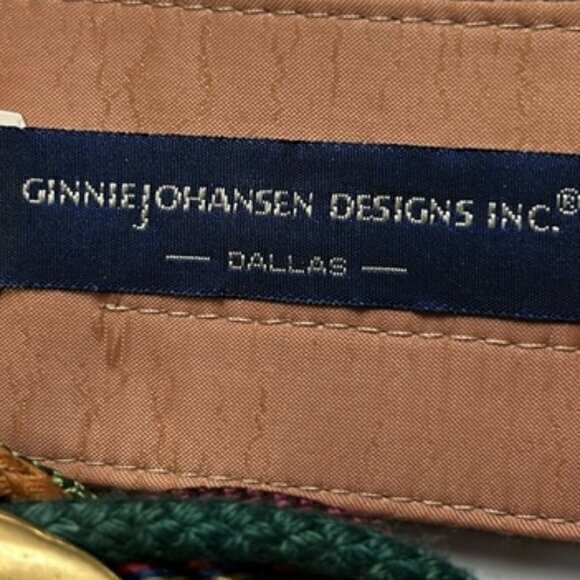 GINNIEJOHANSEN DESIGNS INC.®
— DALLAS —